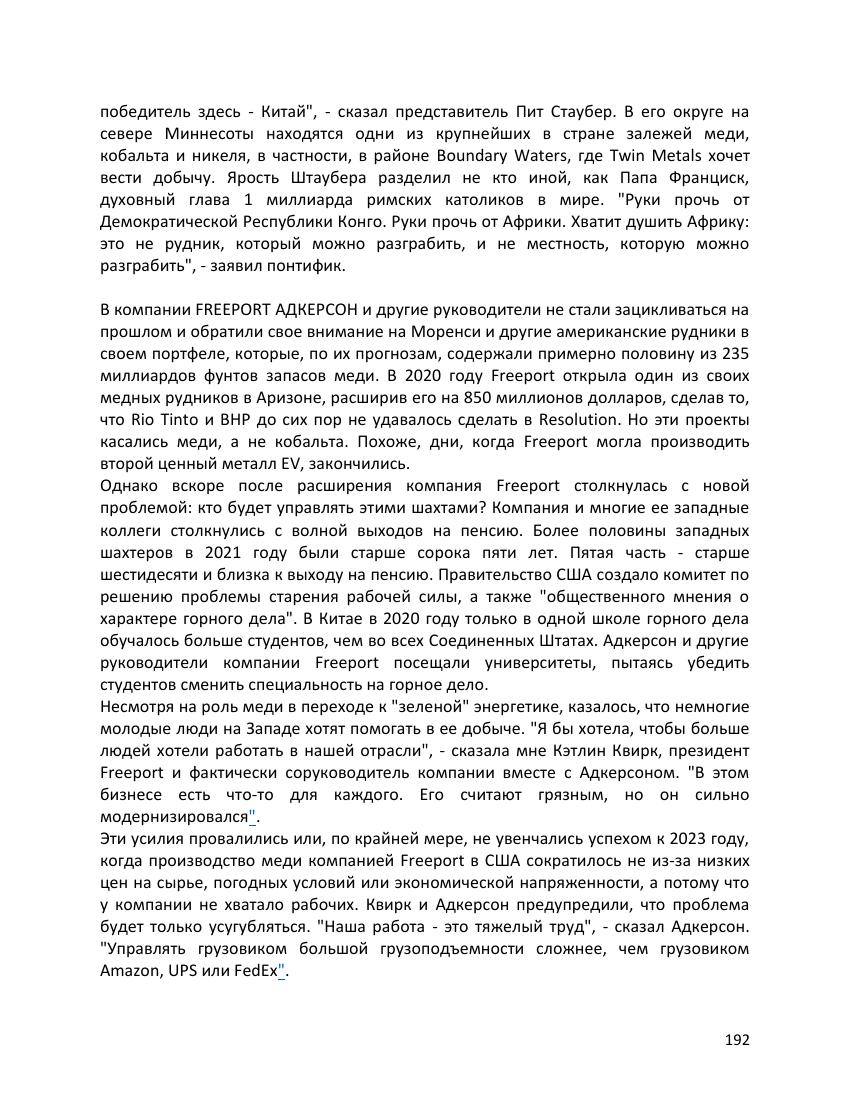 победитель здесь - Китай", - сказал представитель Пит Стаубер. В его округе на
севере Миннесоты находятся одни из крупнейших в стране залежей меди,
кобальта и никеля, в частности, в районе Boundary Waters, где Twin Metals хочет
вести добычу. Ярость Штаубера разделил не кто иной, как Папа Франциск,
духовный глава 1 миллиарда римских католиков в мире. "Руки прочь от
Демократической Республики Конго. Руки прочь от Африки. Хватит душить Африку:
это не рудник, который можно разграбить, и не местность, которую можно
разграбить", - заявил понтифик.

В компании FREEPORT АДКЕРСОН и другие руководители не стали зацикливаться на
прошлом и обратили свое внимание на Моренси и другие американские рудники в
своем портфеле, которые, по их прогнозам, содержали примерно половину из 235
миллиардов фунтов запасов меди. В 2020 году Freeport открыла один из своих
медных рудников в Аризоне, расширив его на 850 миллионов долларов, сделав то,
что Rio Tinto и BHP до сих пор не удавалось сделать в Resolution. Но эти проекты
касались меди, а не кобальта. Похоже, дни, когда Freeport могла производить
второй ценный металл EV, закончились.
Однако вскоре после расширения компания Freeport столкнулась с новой
проблемой: кто будет управлять этими шахтами? Компания и многие ее западные
коллеги столкнулись с волной выходов на пенсию. Более половины западных
шахтеров в 2021 году были старше сорока пяти лет. Пятая часть - старше
шестидесяти и близка к выходу на пенсию. Правительство США создало комитет по
решению проблемы старения рабочей силы, а также "общественного мнения о
характере горного дела". В Китае в 2020 году только в одной школе горного дела
обучалось больше студентов, чем во всех Соединенных Штатах. Адкерсон и другие
руководители компании Freeport посещали университеты, пытаясь убедить
студентов сменить специальность на горное дело.
Несмотря на роль меди в переходе к "зеленой" энергетике, казалось, что немногие
молодые люди на Западе хотят помогать в ее добыче. "Я бы хотела, чтобы больше
людей хотели работать в нашей отрасли", - сказала мне Кэтлин Квирк, президент
Freeport и фактически соруководитель компании вместе с Адкерсоном. "В этом
бизнесе есть что-то для каждого. Его считают грязным, но он сильно
модернизировался".
Эти усилия провалились или, по крайней мере, не увенчались успехом к 2023 году,
когда производство меди компанией Freeport в США сократилось не из-за низких
цен на сырье, погодных условий или экономической напряженности, а потому что
у компании не хватало рабочих. Квирк и Адкерсон предупредили, что проблема
будет только усугубляться. "Наша работа - это тяжелый труд", - сказал Адкерсон.
"Управлять грузовиком большой грузоподъемности сложнее, чем грузовиком
Amazon, UPS или FedEx".

192